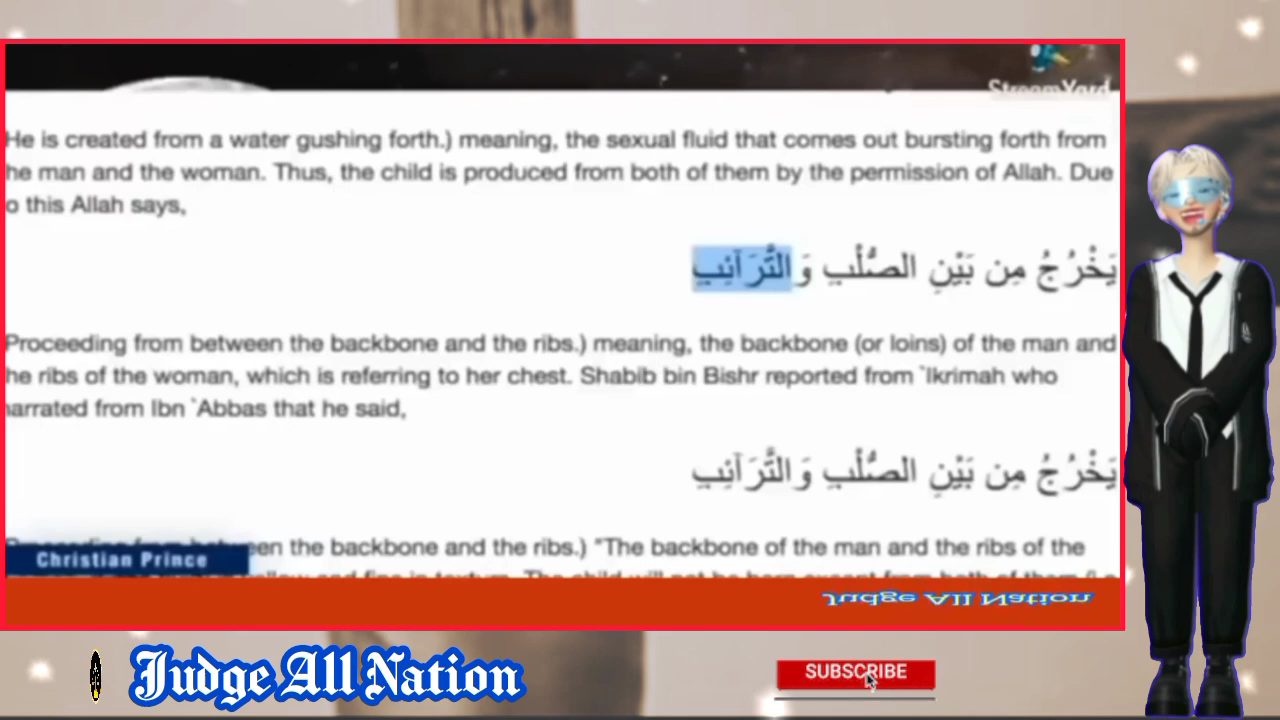 StreamYard
He is created from a water gushing forth.) meaning, the sexual fluid that comes out bursting forth from
he man and the woman. Thus, the child is produced from both of them by the permission of Allah. Due
o this Allah says,
يَخْرُجُ مِن بَيْنِ الصُّلْبِ وَالتَّرَآئِبِ
Proceeding from between the backbone and the ribs.) meaning, the backbone (or loins) of the man and
he ribs of the woman, which is referring to her chest. Shabib bin Bishr reported from `Ikrimah who
arrated from Ibn `Abbas that he said,
يَخْرُجُ مِن بَيْنِ الصُّلْبِ وَالتَّرَآئِبِ
en the backbone and the ribs.) "The backbone of the man and the ribs of the
Christian Prince
Judge All Nation
Judge All Nation
SUBSCRIBE